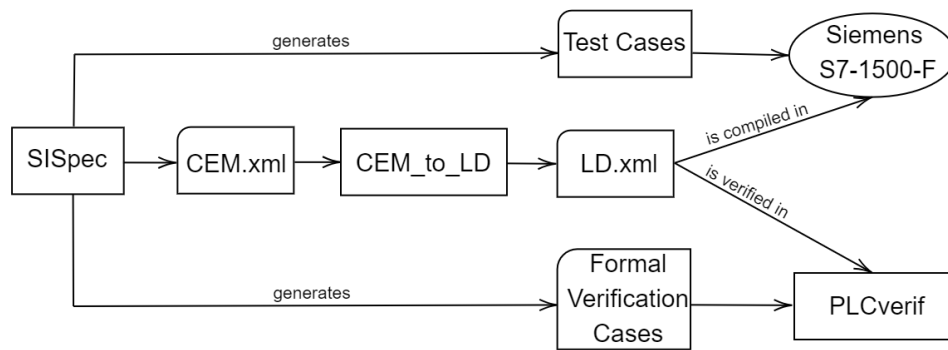 generates
Test Cases
Siemens
S7-1500-F
SISpec
CEM.xml
CEM_to_LD
LD.xml
is compiled in
is verified in
generates
Formal
Verification
Cases
PLCverif